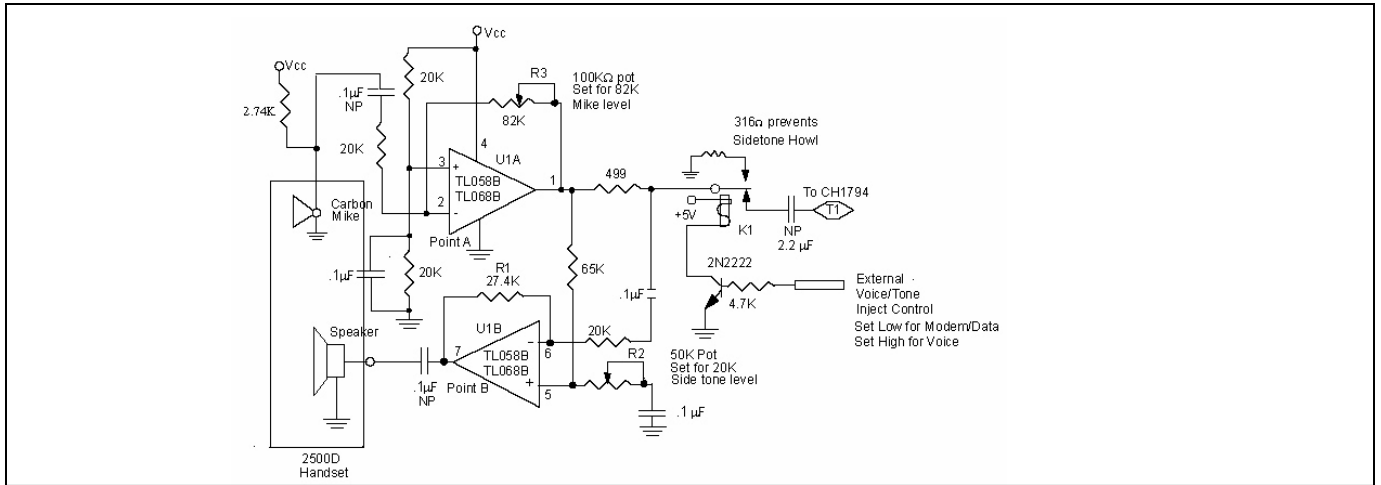 Vcc
Vcc
2.74K
.1µF
NP
20K
20K
R3
82K
100KΩ pot
Set for 82K
Mike level
4
3
+
U1A
TL058B
TL068B
2
-
1
Point A
Carbon
Mike
.1µF
20K
499
316Ω prevents
Sidetone Howl
To CH1794
T1
+5V
K1
NP
2.2 µF
65K
.1µF
2N2222
4.7K
External
Voice/Tone
Inject Control
Set Low for Modem/Data
Set High for Voice
R1
27.4K
Speaker
U1B
7
TL058B
TL068B
-
6
+
5
Point B
.1µF
NP
20K
R2
50K Pot
Set for 20K
Side tone level
.1 µF
2500D
Handset